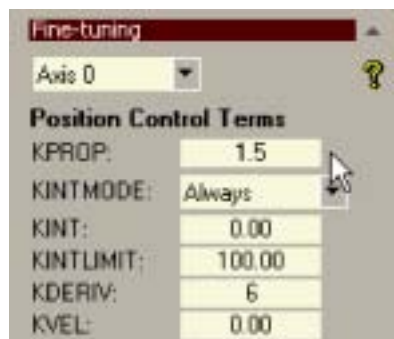 Fine-tuning
Axis 0
?
Position Control Terms
KPROP: 1.5
KINTMODE: Always
KINT: 0.00
KINTLIMIT: 100.00
KDERIV: 6
KVEL: 0.00